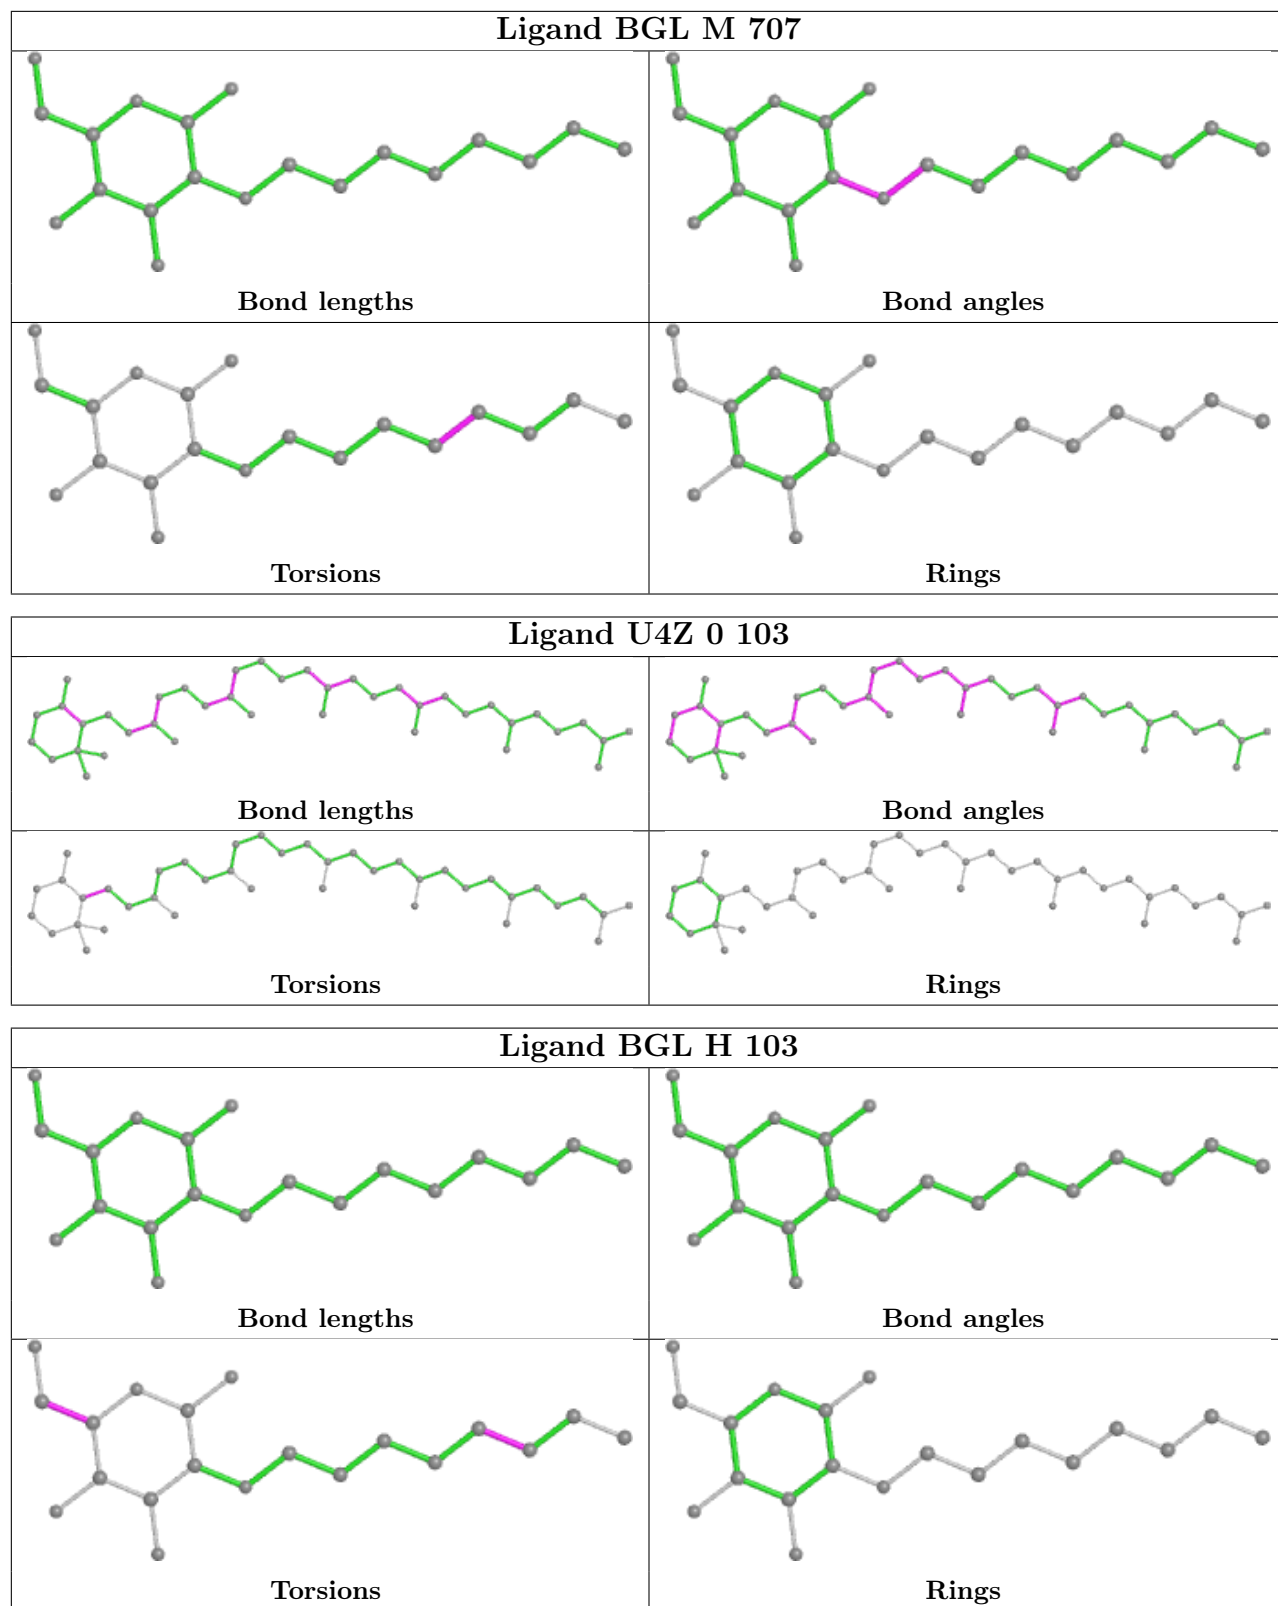 Ligand BGL M 707
Bond lengths
Bond angles
Torsions
Rings
Ligand U4Z 0 103
Bond lengths
Bond angles
Torsions
Rings
Ligand BGL H 103
Bond lengths
Bond angles
Torsions
Rings